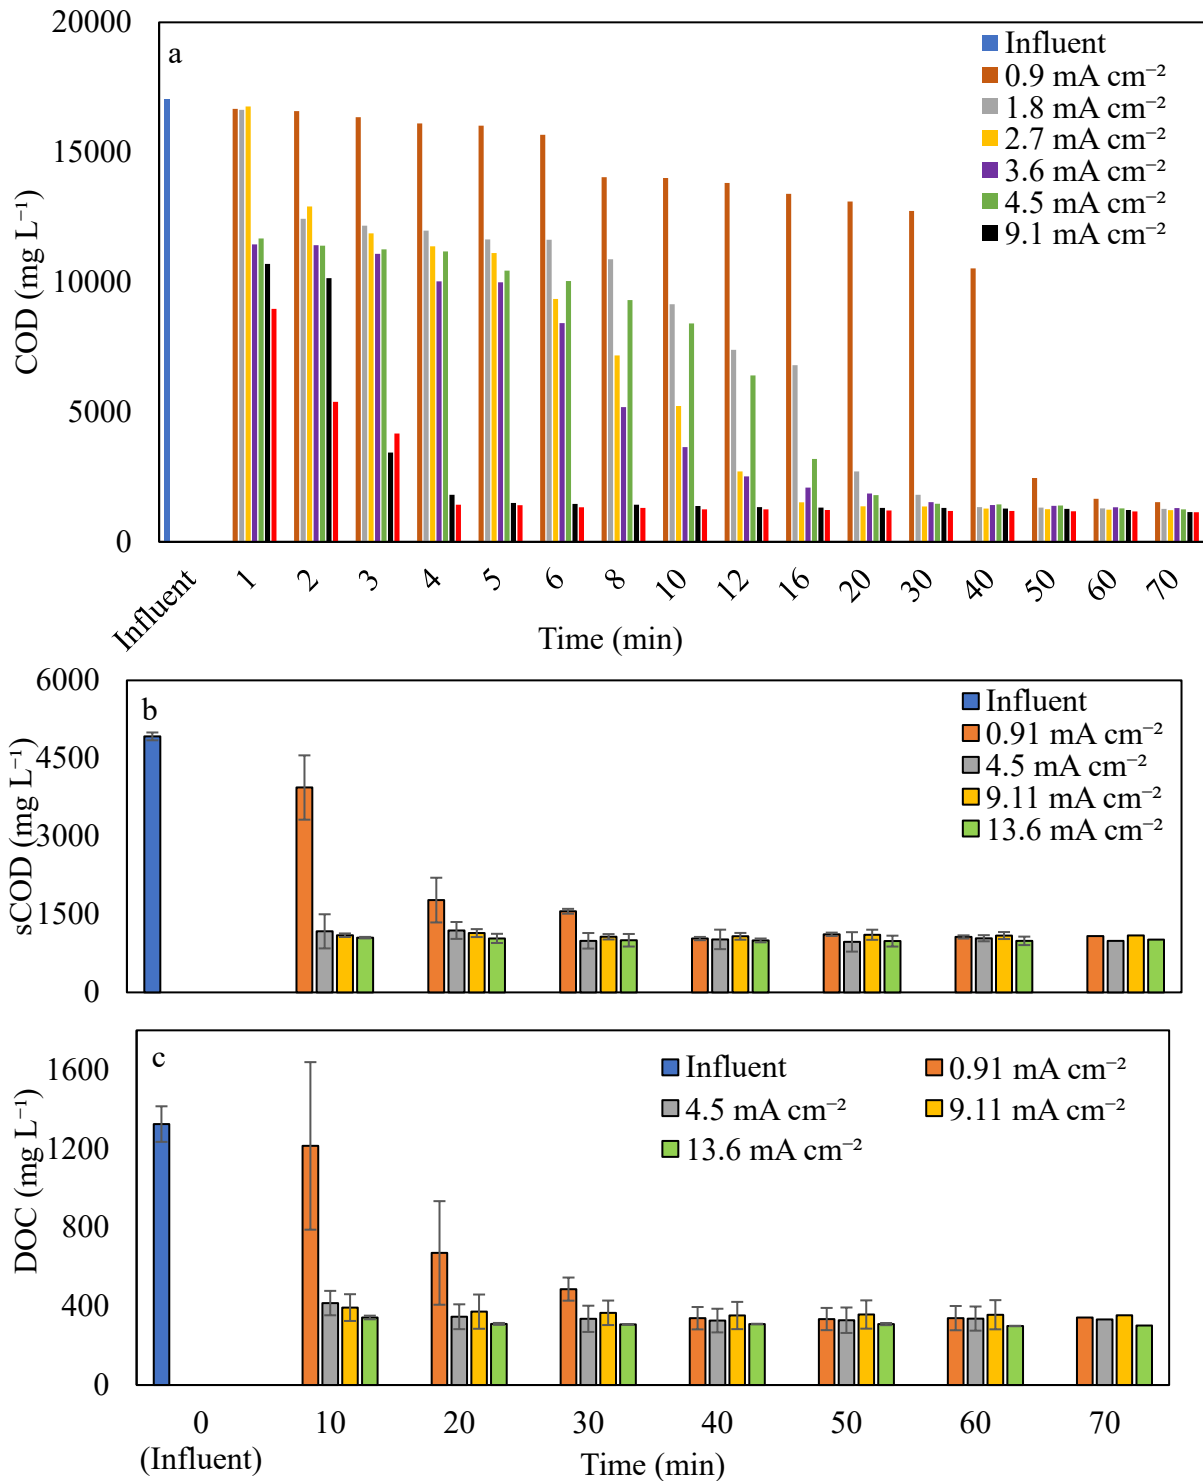 20000
15000
10000
5000
0
COD (mg L⁻¹)
a
Influent
0.9 mA cm⁻²
1.8 mA cm⁻²
2.7 mA cm⁻²
3.6 mA cm⁻²
4.5 mA cm⁻²
9.1 mA cm⁻²
Influent 1 2 3 4 5 6 8 10 12 16 20 30 40 50 60 70
Time (min)
6000
4500
3000
1500
0
sCOD (mg L⁻¹)
b
Influent
0.91 mA cm⁻²
4.5 mA cm⁻²
9.11 mA cm⁻²
13.6 mA cm⁻²
1600
1200
800
400
0
DOC (mg L⁻¹)
c
Influent 0.91 mA cm⁻²
4.5 mA cm⁻² 9.11 mA cm⁻²
13.6 mA cm⁻²
0 10 20 30 40 50 60 70
(Influent)
Time (min)